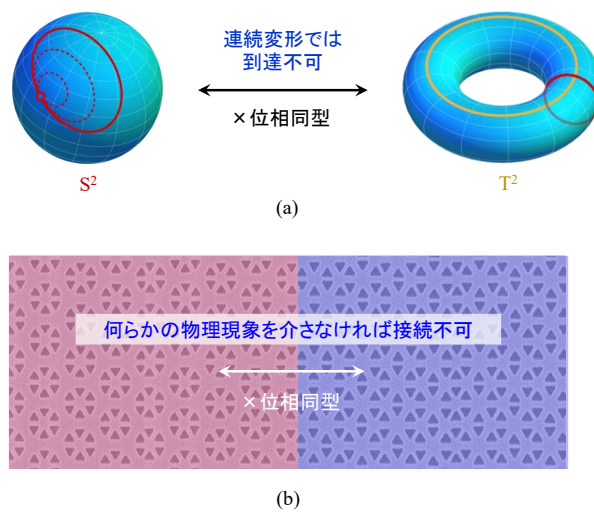 連続変形では
到達不可
×位相同型
S²
T²
(a)
何らかの物理現象を介さなければ接続不可
×位相同型
(b)